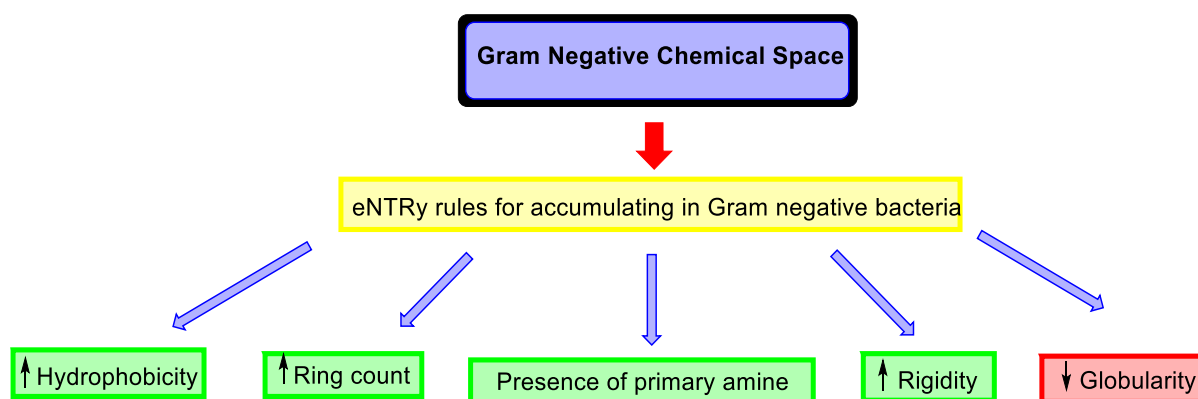 Gram Negative Chemical Space
eNTRy rules for accumulating in Gram negative bacteria
Hydrophobicity
Ring count
Presence of primary amine
Rigidity
Globularity